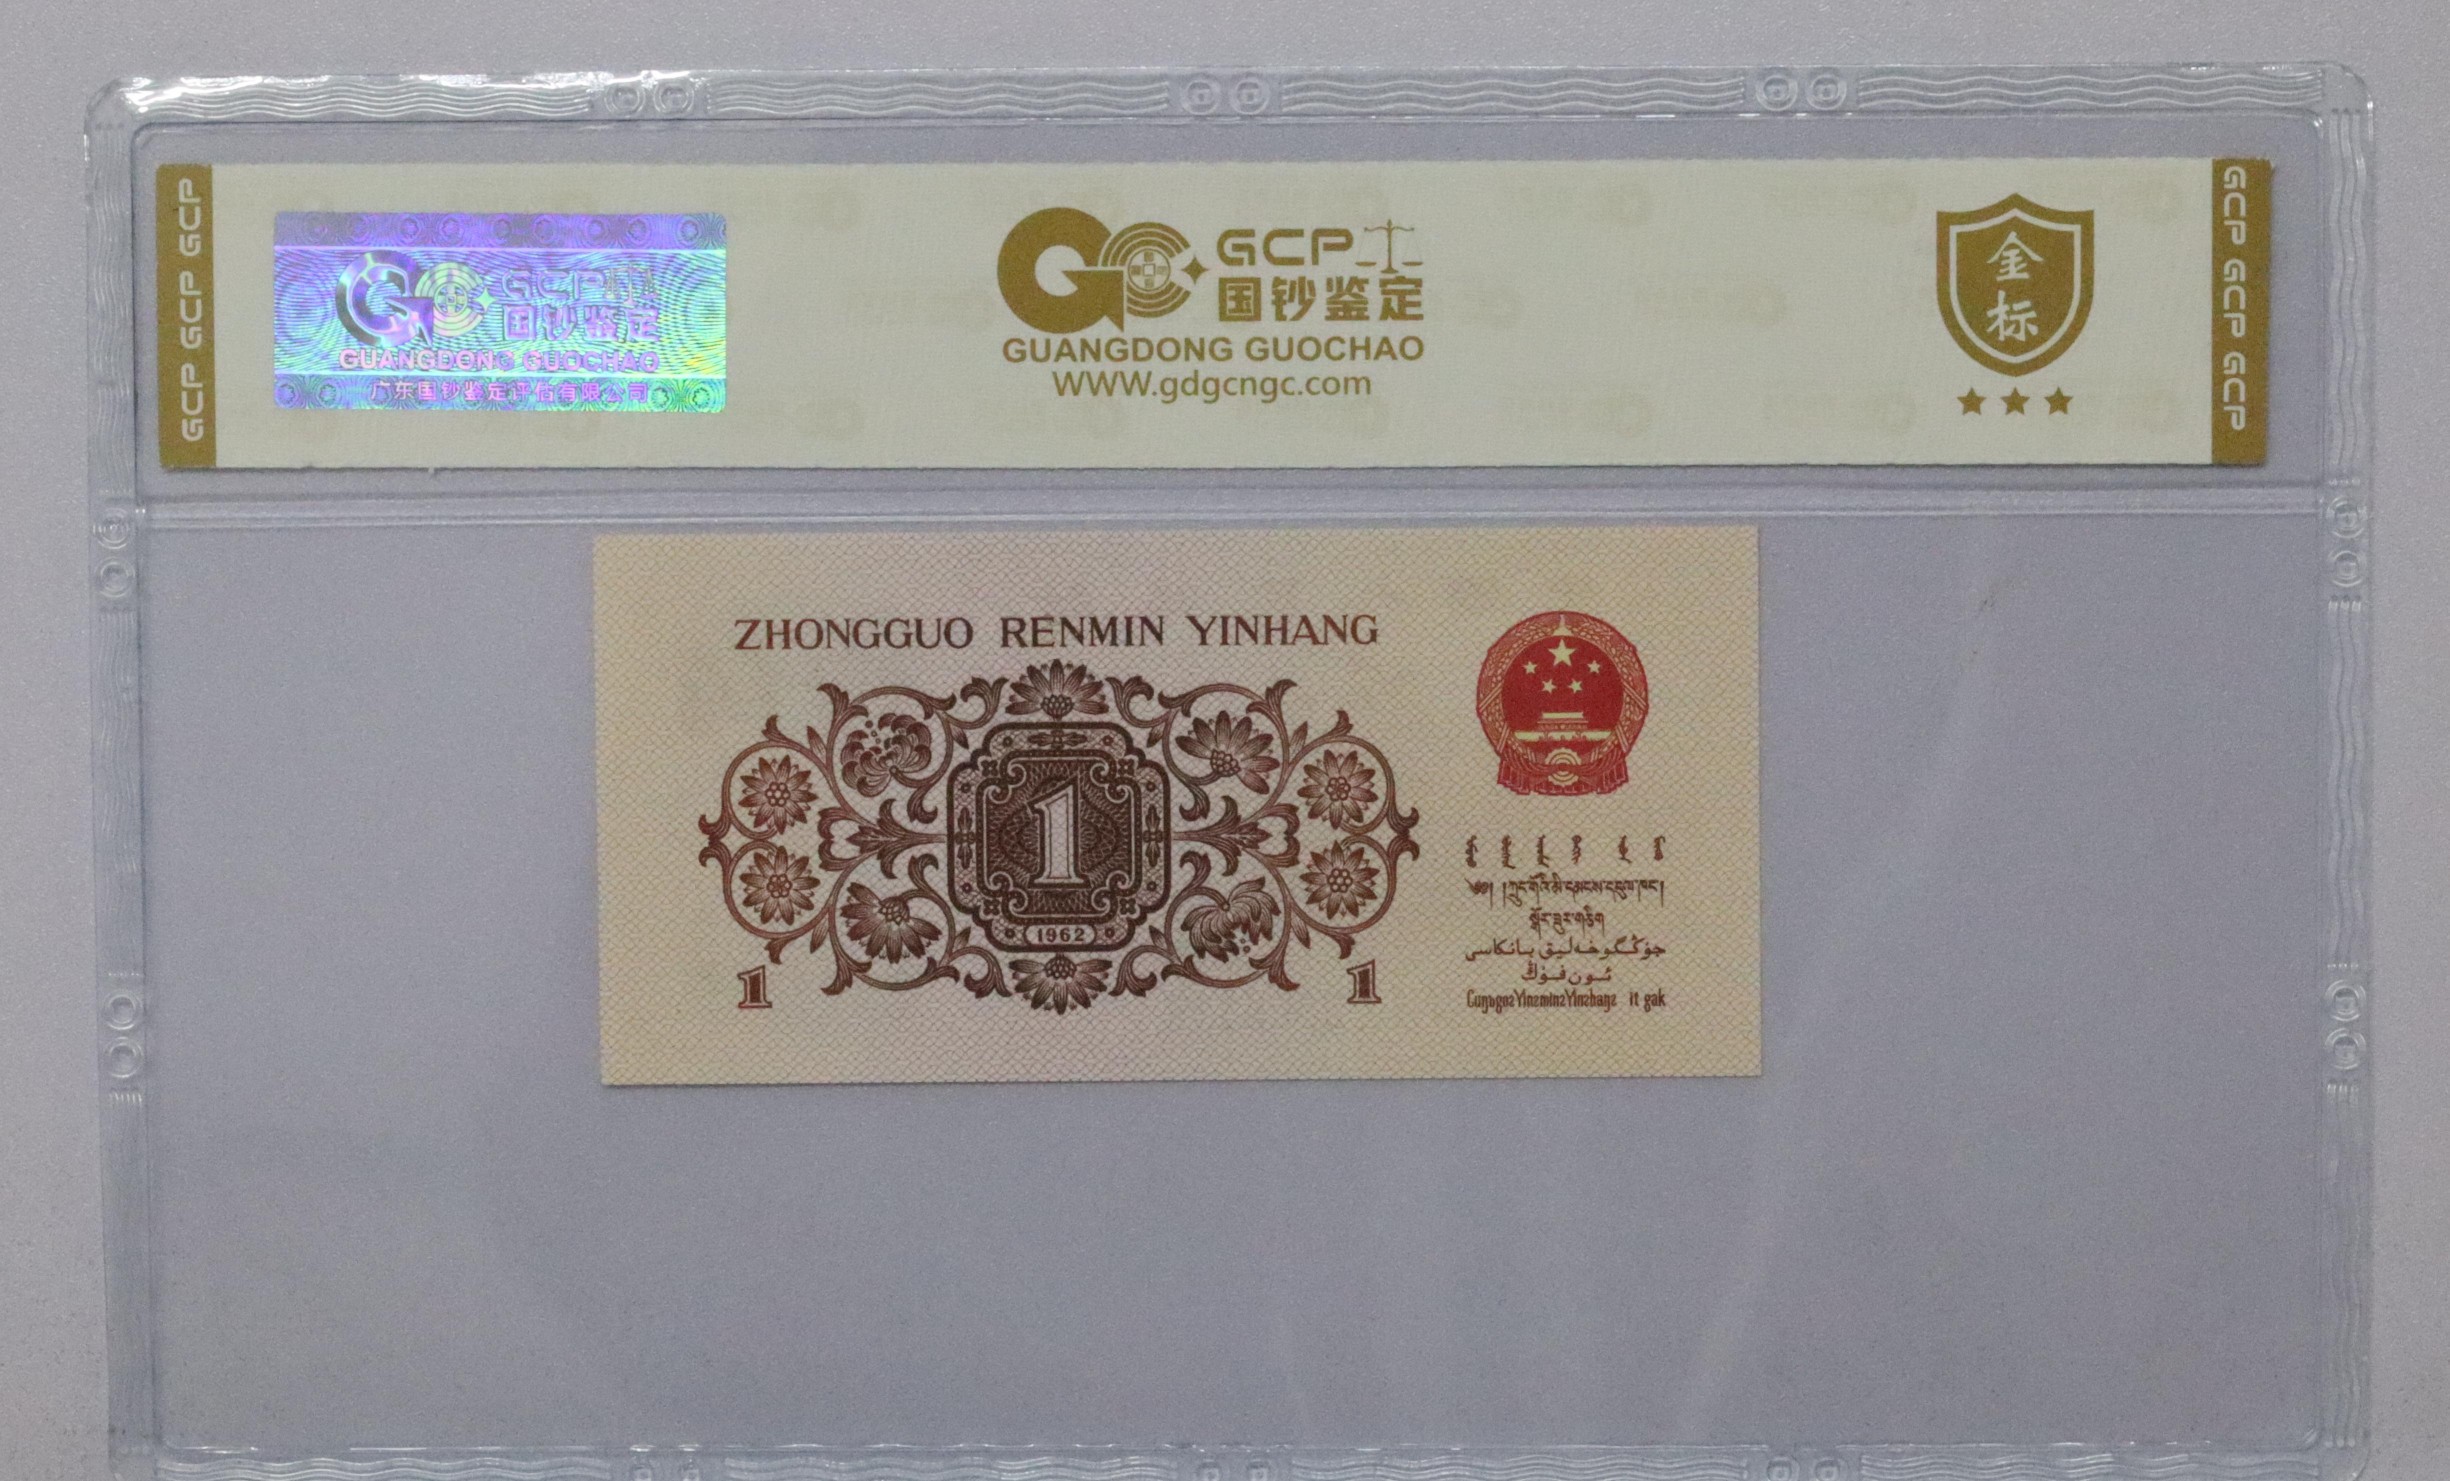 GCP GCP GCP
GCP 国钞鉴定
GUANGDONG GUOCHAO
广东国钞鉴定评估有限公司
GCP
国钞鉴定
GUANGDONG GUOCHAO
WWW.gdgcngc.com
金标
GCP GCP GCP
ZHONGGUO RENMIN YINHANG
1
1962
1
1
ᠠ